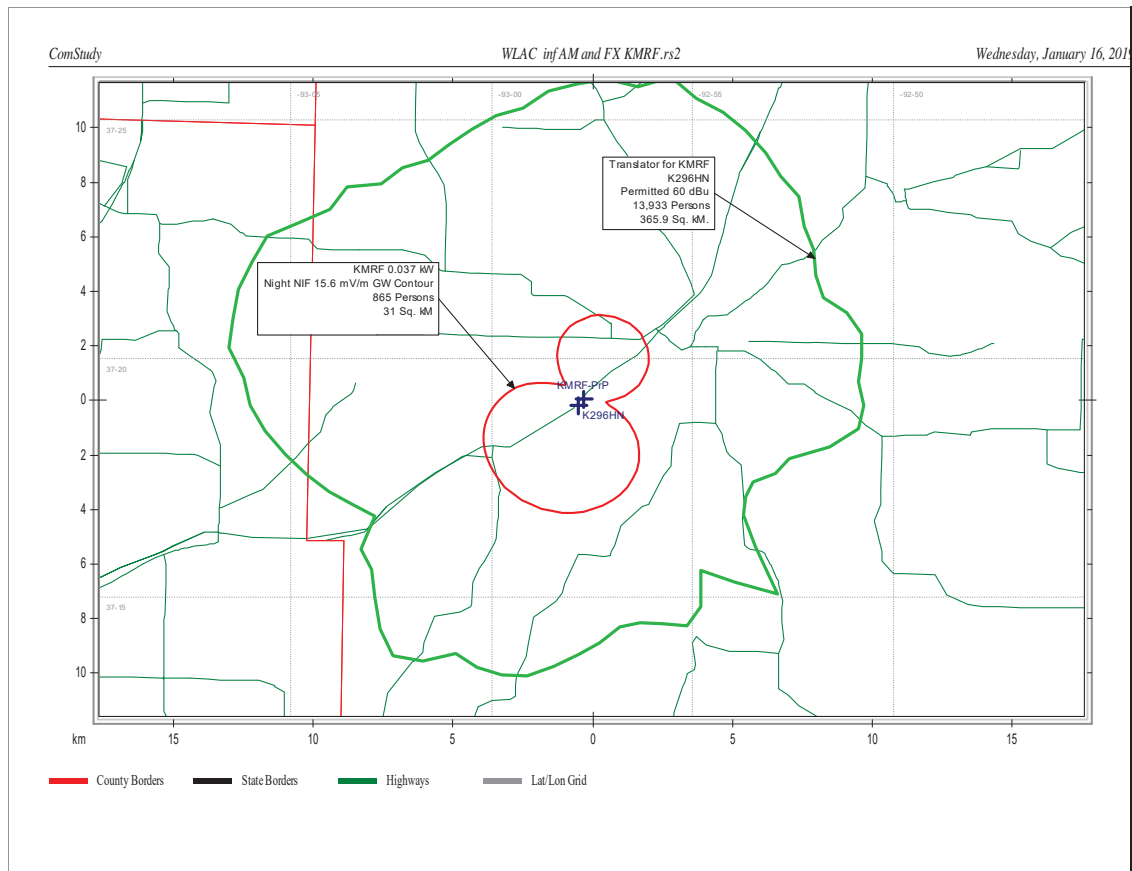 ComStudy
WLAC inf AM and FX KMRF.rs2
Wednesday, January 16, 2019
-93-05
-93-00
-92-55
-92-50
37-25
37-20
37-15
10
8
6
4
2
0
2
4
6
8
10
Translator for KMRF
K296HN
Permitted 60 dBu
13,933 Persons
365.9 Sq. kM.
KMRF 0.037 kW
Night NIF 15.6 mV/m GW Contour
865 Persons
31 Sq. kM
KMRF-PIP
K296HN
km
15
10
5
0
5
10
15
County Borders
State Borders
Highways
Lat/Lon Grid